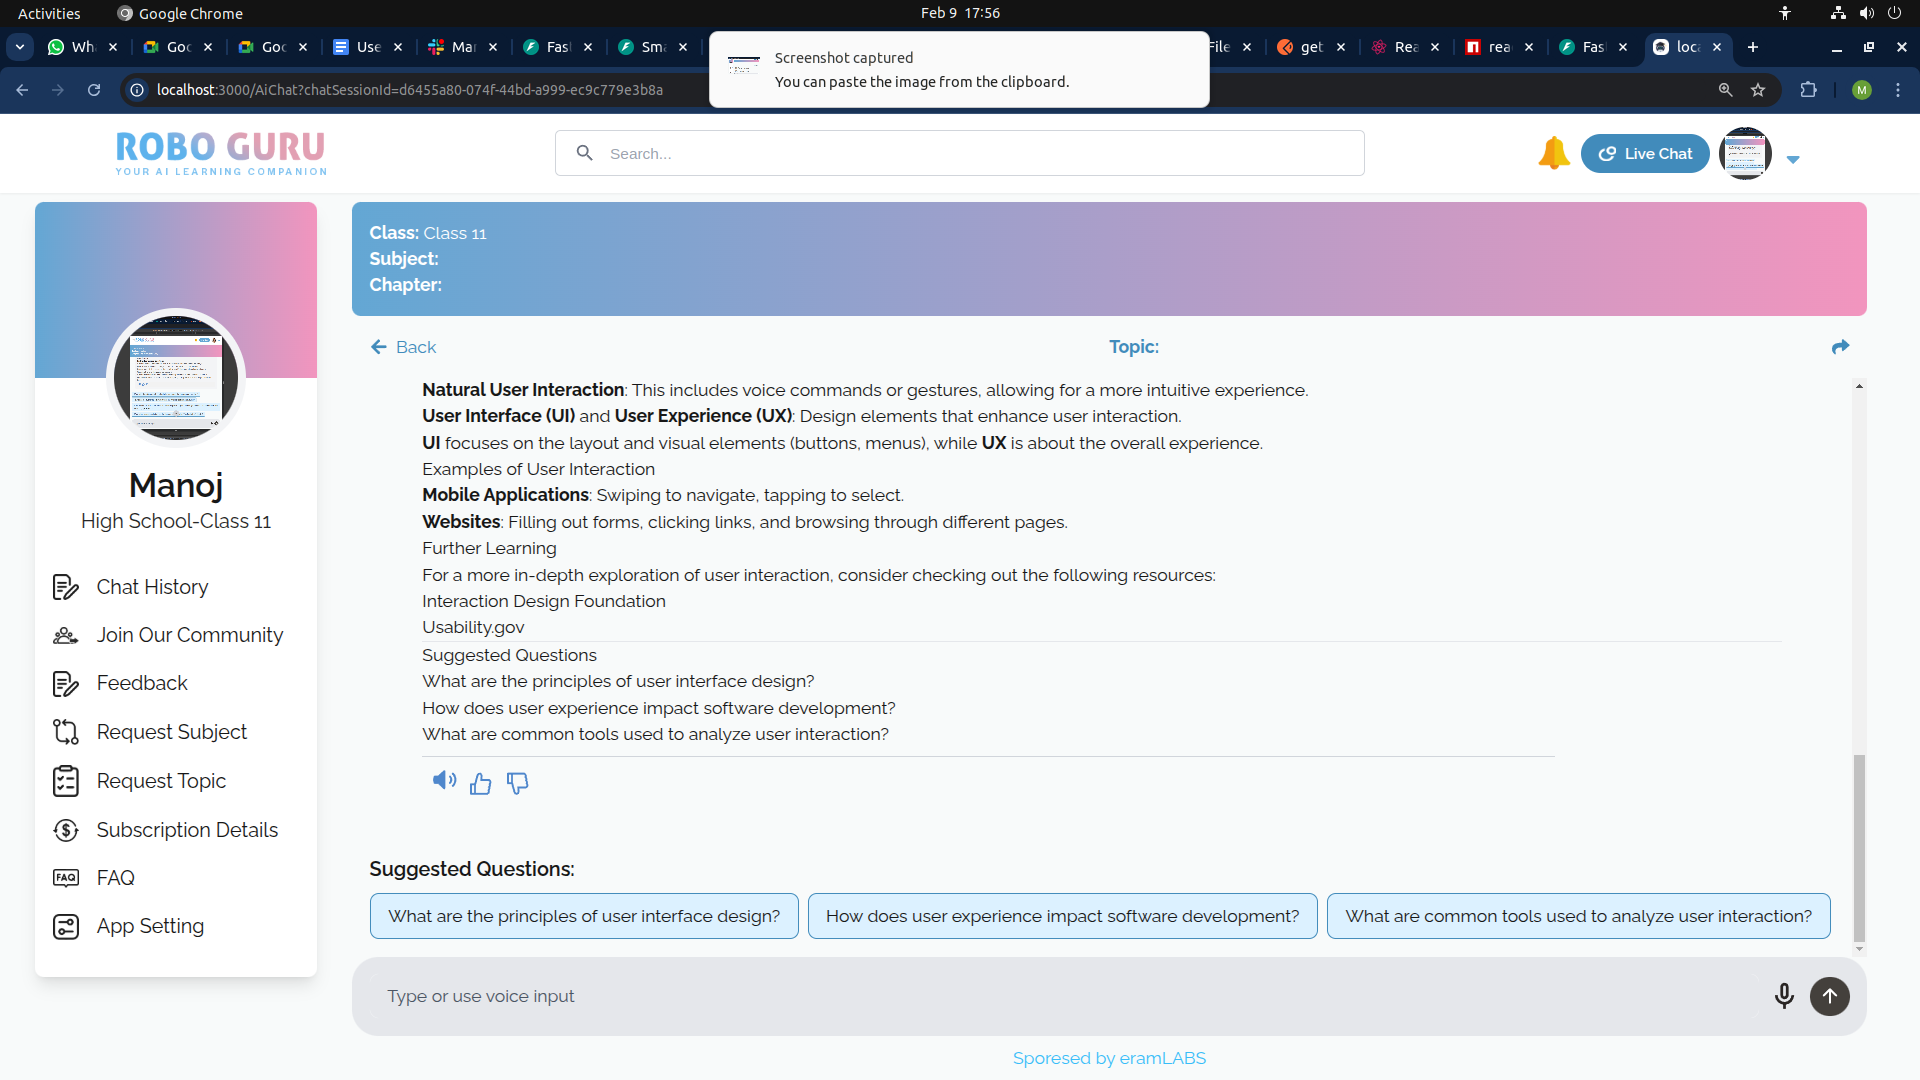 Activities
Google Chrome
Feb 9 17:56
Wh
Goo
Goo
Use
Mar
Fasl
Sma
File
get
Rea
rea
Fasl
loca
Screenshot captured
You can paste the image from the clipboard.
localhost:3000/AiChat?chatSessionId=d6455a80-074f-44bd-a999-ec9c779e3b8a
M
ROBO GURU
YOUR AI LEARNING COMPANION
Search...
Live Chat
Class: Class 11
Subject:
Chapter:
Back
Topic:
Manoj
High School-Class 11
Chat History
Join Our Community
Feedback
Request Subject
Request Topic
Subscription Details
FAQ
FAQ
App Setting
Natural User Interaction: This includes voice commands or gestures, allowing for a more intuitive experience.
User Interface (UI) and User Experience (UX): Design elements that enhance user interaction.
UI focuses on the layout and visual elements (buttons, menus), while UX is about the overall experience.
Examples of User Interaction
Mobile Applications: Swiping to navigate, tapping to select.
Websites: Filling out forms, clicking links, and browsing through different pages.
Further Learning
For a more in-depth exploration of user interaction, consider checking out the following resources:
Interaction Design Foundation
Usability.gov
Suggested Questions
What are the principles of user interface design?
How does user experience impact software development?
What are common tools used to analyze user interaction?
Suggested Questions:
What are the principles of user interface design?
How does user experience impact software development?
What are common tools used to analyze user interaction?
Type or use voice input
Sporesed by eramLABS